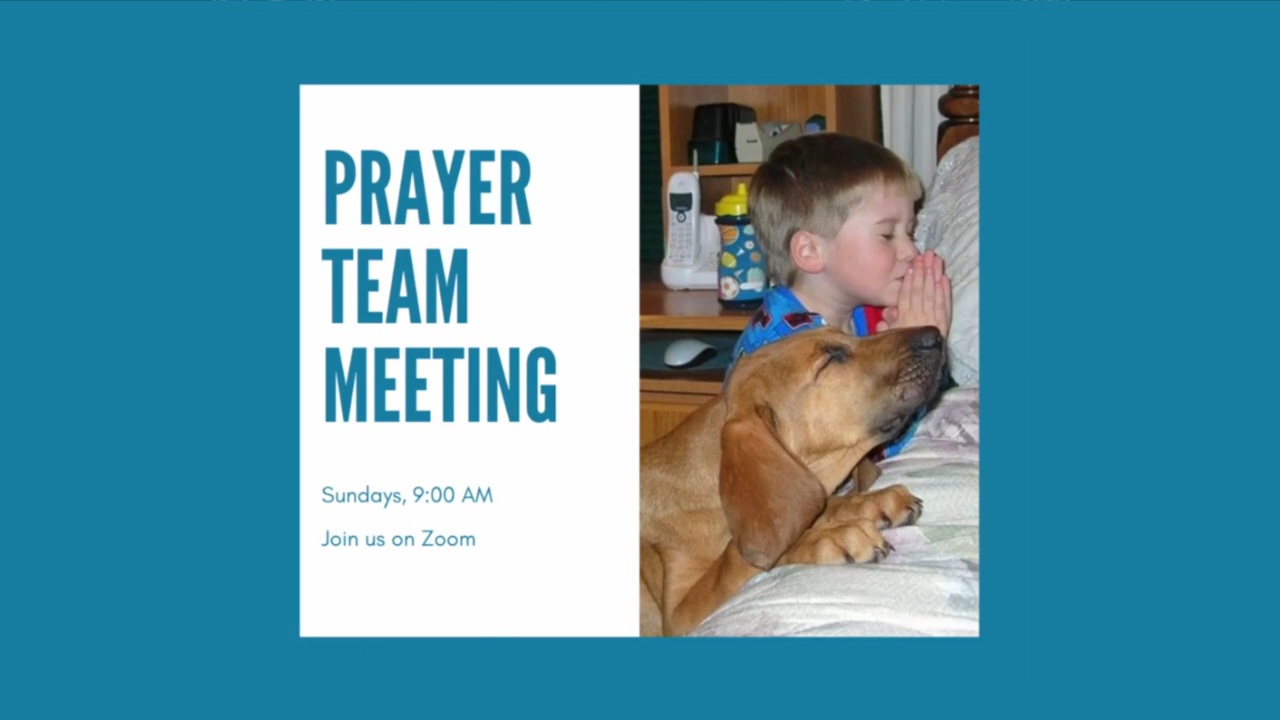 PRAYER
TEAM
MEETING
Sundays, 9:00 AM
Join us on Zoom